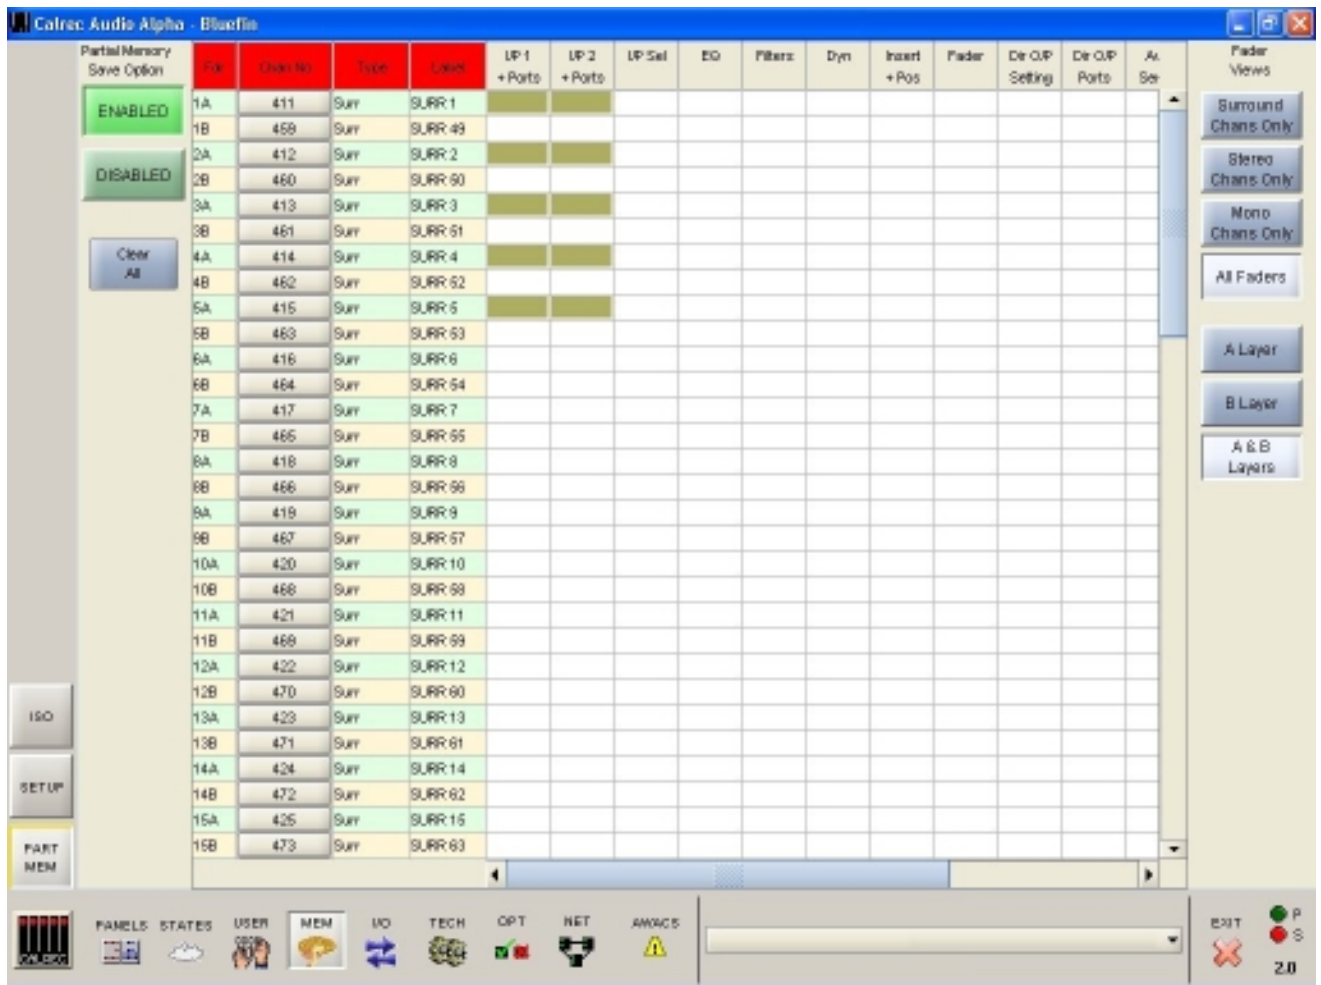 Calrec Audio Alpha - Bluefin
Partial Memory
Save Option
ENABLED
DISABLED
Clear
All
ISO
SETUP
PART
MEM
Fdr Chan No Type Label I/P 1 + Ports I/P 2 + Ports I/P Sel EQ Filters Dyn Insert + Pos Fader Dir O/P Setting Dir O/P Ports
1A 411 Surr SURR 1
1B 459 Surr SURR 49
2A 412 Surr SURR 2
2B 460 Surr SURR 50
3A 413 Surr SURR 3
3B 461 Surr SURR 51
4A 414 Surr SURR 4
4B 462 Surr SURR 52
5A 415 Surr SURR 5
5B 463 Surr SURR 53
6A 416 Surr SURR 6
6B 464 Surr SURR 54
7A 417 Surr SURR 7
7B 465 Surr SURR 55
8A 418 Surr SURR 8
8B 466 Surr SURR 56
9A 419 Surr SURR 9
9B 467 Surr SURR 57
10A 420 Surr SURR 10
10B 468 Surr SURR 58
11A 421 Surr SURR 11
11B 469 Surr SURR 59
12A 422 Surr SURR 12
12B 470 Surr SURR 60
13A 423 Surr SURR 13
13B 471 Surr SURR 61
14A 424 Surr SURR 14
14B 472 Surr SURR 62
15A 425 Surr SURR 15
15B 473 Surr SURR 63
Fader
Views
Surround
Chans Only
Stereo
Chans Only
Mono
Chans Only
All Faders
A Layer
B Layer
A & B
Layers
CALREC PANELS STATES USER MEM I/O TECH OPT NET AWACS EXIT P
S
2.0